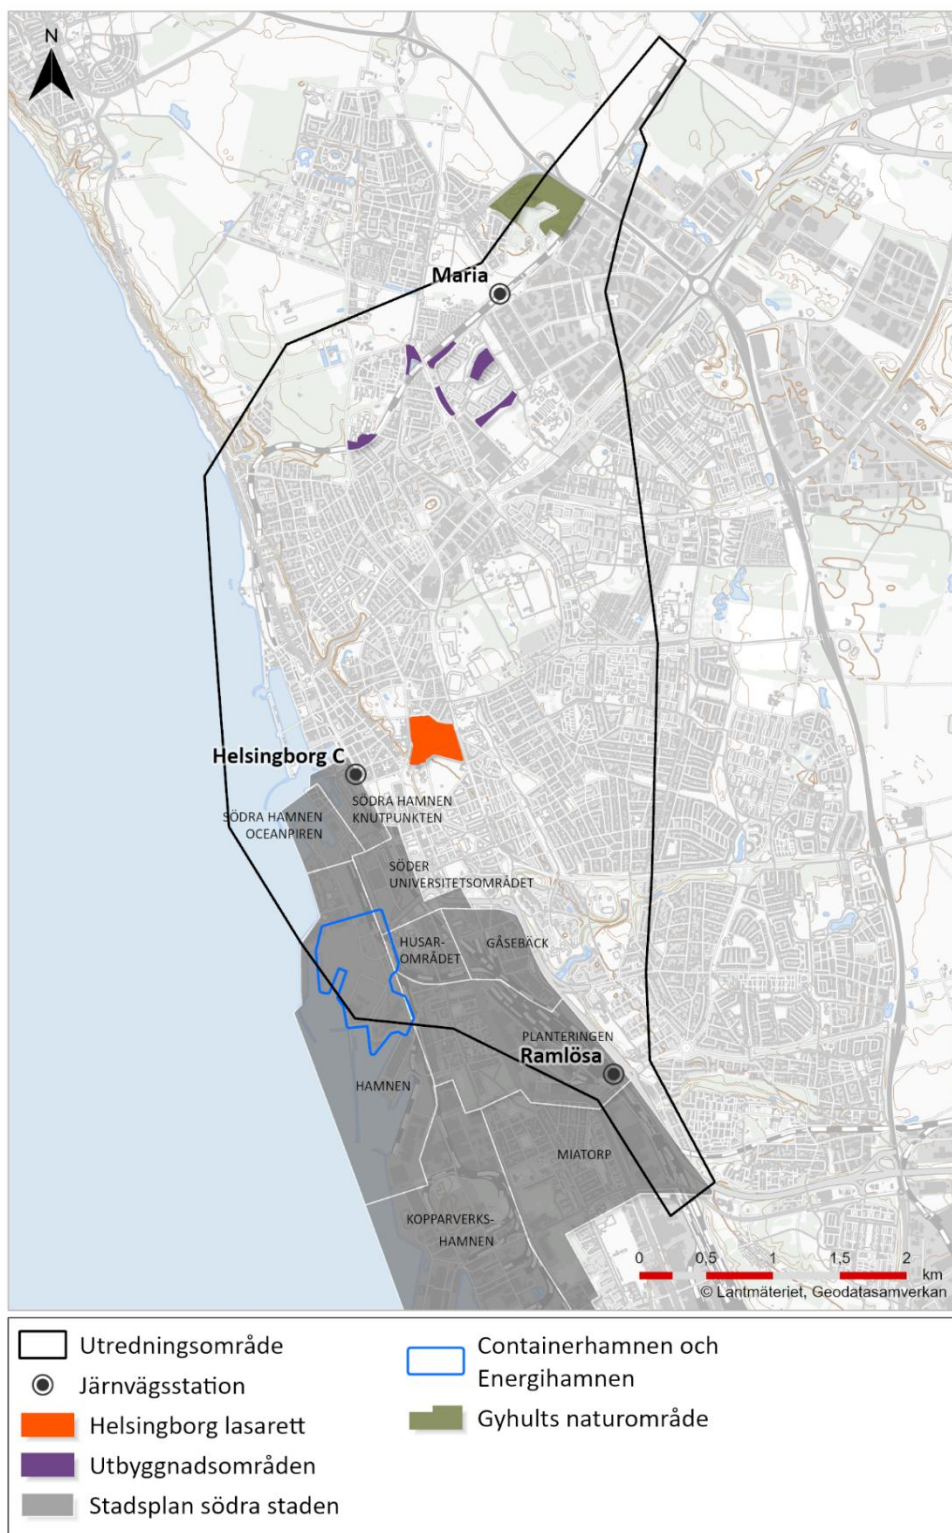 N
Maria
Helsingborg C
SÖDRA HAMNEN
KNUTPUNKTEN
SÖDRA HAMNEN
OCEANPIREN
SÖDER
UNIVERSITETSOMRÅDET
HUSAR-
OMRÅDET
GÅSEBÄCK
PLANTERINGEN
Ramlösa
HAMNEN
MIATORP
KOPPARVERKS-
HAMNEN
0 0,5 1 1,5 2
km
© Lantmäteriet, Geodatasamverkan
Utredningsområde
Järnvägsstation
Helsingborg lasarett
Utbyggnadsområden
Stadsplan södra staden
Containerhamnen och
Energihamnen
Gyhults naturområde